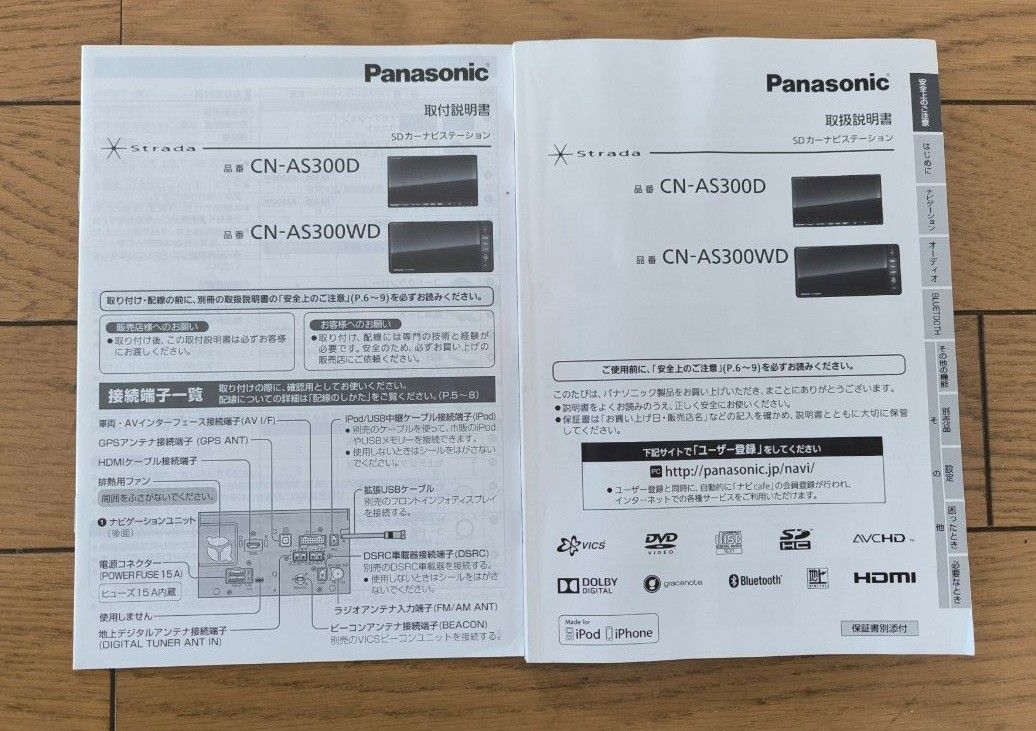 Panasonic
取付説明書
SDカーナビステーション
Strada
品番 CN-AS300D
品番 CN-AS300WD
取り付け・配線の前に、別冊の取扱説明書の「安全上のご注意」(P.6～9)を必ずお読みください。
販売店様へのお願い
●取り付け後、この取付説明書は必ずお客様
にお渡しください。
お客様へのお願い
●取り付け、配線には専門の技術と経験が
必要です。安全のため、必ずお買い上げの
販売店にご依頼ください。
接続端子一覧
取り付けの際に、確認用としてお使いください。
配線についての詳細は「配線のしかた」をご覧ください。(P.5～8)
車両・AVインターフェース接続端子(AV I/F)
GPSアンテナ接続端子(GPS ANT)
HDMIケーブル接続端子
排熱用ファン
周囲をふさがないでください。
❶ナビゲーションユニット
(後面)
電源コネクター
(POWER FUSE 15A)
ヒューズ15A内蔵
使用しません
地上デジタルアンテナ接続端子
(DIGITAL TUNER ANT IN)
iPod/USB中継ケーブル接続端子(iPod)
●別売のケーブルを使って、市販のiPod
やUSBメモリーを接続できます。
●使用しないときはシールをはがさない
でください。
拡張USBケーブル
別売のフロントインフォディスプレイ
を接続する。
DSRC車載器接続端子(DSRC)
別売のDSRC車載器を接続する。
●使用しないときはシールをはがさ
ないでください。
ラジオアンテナ入力端子(FM/AM ANT)
ビーコンアンテナ接続端子(BEACON)
別売のVICSビーコンユニットを接続する。
Panasonic
取扱説明書
SDカーナビステーション
Strada
品番 CN-AS300D
品番 CN-AS300WD
ご使用前に、「安全上のご注意」(P.6～9)を必ずお読みください。
このたびは、パナソニック製品をお買い上げいただき、まことにありがとうございます。
●説明書をよくお読みのうえ、正しく安全にお使いください。
●保証書は「お買い上げ日・販売店名」などの記入を確かめ、説明書とともに大切に保管
してください。
下記サイトで「ユーザー登録」をしてください
PC http://panasonic.jp/navi/
●ユーザー登録と同時に、自動的に「ナビcafe」の会員登録が行われ、
インターネットでの各種サービスをご利用いただけます。
VICS
DVD
VIDEO
disc
SD
HC
AVCHD
DOLBY
DIGITAL
gracenote.
Bluetooth
HDMI
Made for
iPod iPhone
保証書別添付
安全上のご注意
はじめに
ナビゲーション
オーディオ
BLUETOOTH
その他の機能
別売品
設定
困ったとき
必要なとき
その他